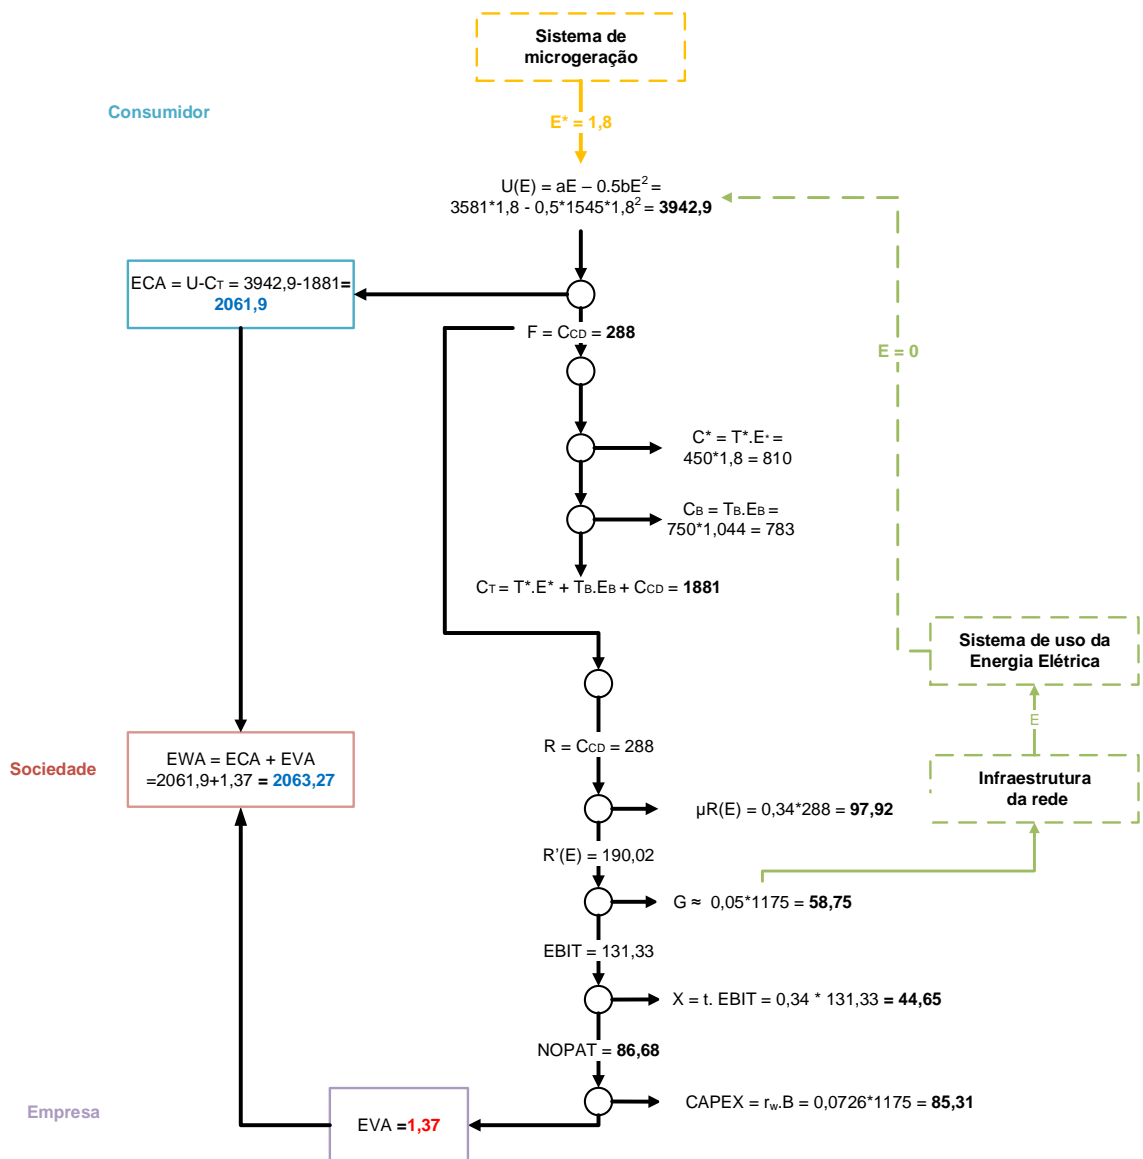 Sistema de
microgeração
Consumidor
E* = 1,8
U(E) = aE – 0.5bE² =
3581*1,8 - 0,5*1545*1,8² = 3942,9
ECA = U-CT = 3942,9-1881=
2061,9
F = CCD = 288
E = 0
C* = T*.E* =
450*1,8 = 810
CB = TB.EB =
750*1,044 = 783
CT = T*.E* + TB.EB + CCD = 1881
Sistema de uso da
Energia Elétrica
E
R = CCD = 288
Sociedade
EWA = ECA + EVA
=2061,9+1,37 = 2063,27
Infraestrutura
da rede
µR(E) = 0,34*288 = 97,92
R’(E) = 190,02
G ≈ 0,05*1175 = 58,75
EBIT = 131,33
X = t. EBIT = 0,34 * 131,33 = 44,65
NOPAT = 86,68
Empresa
CAPEX = rw.B = 0,0726*1175 = 85,31
EVA =1,37